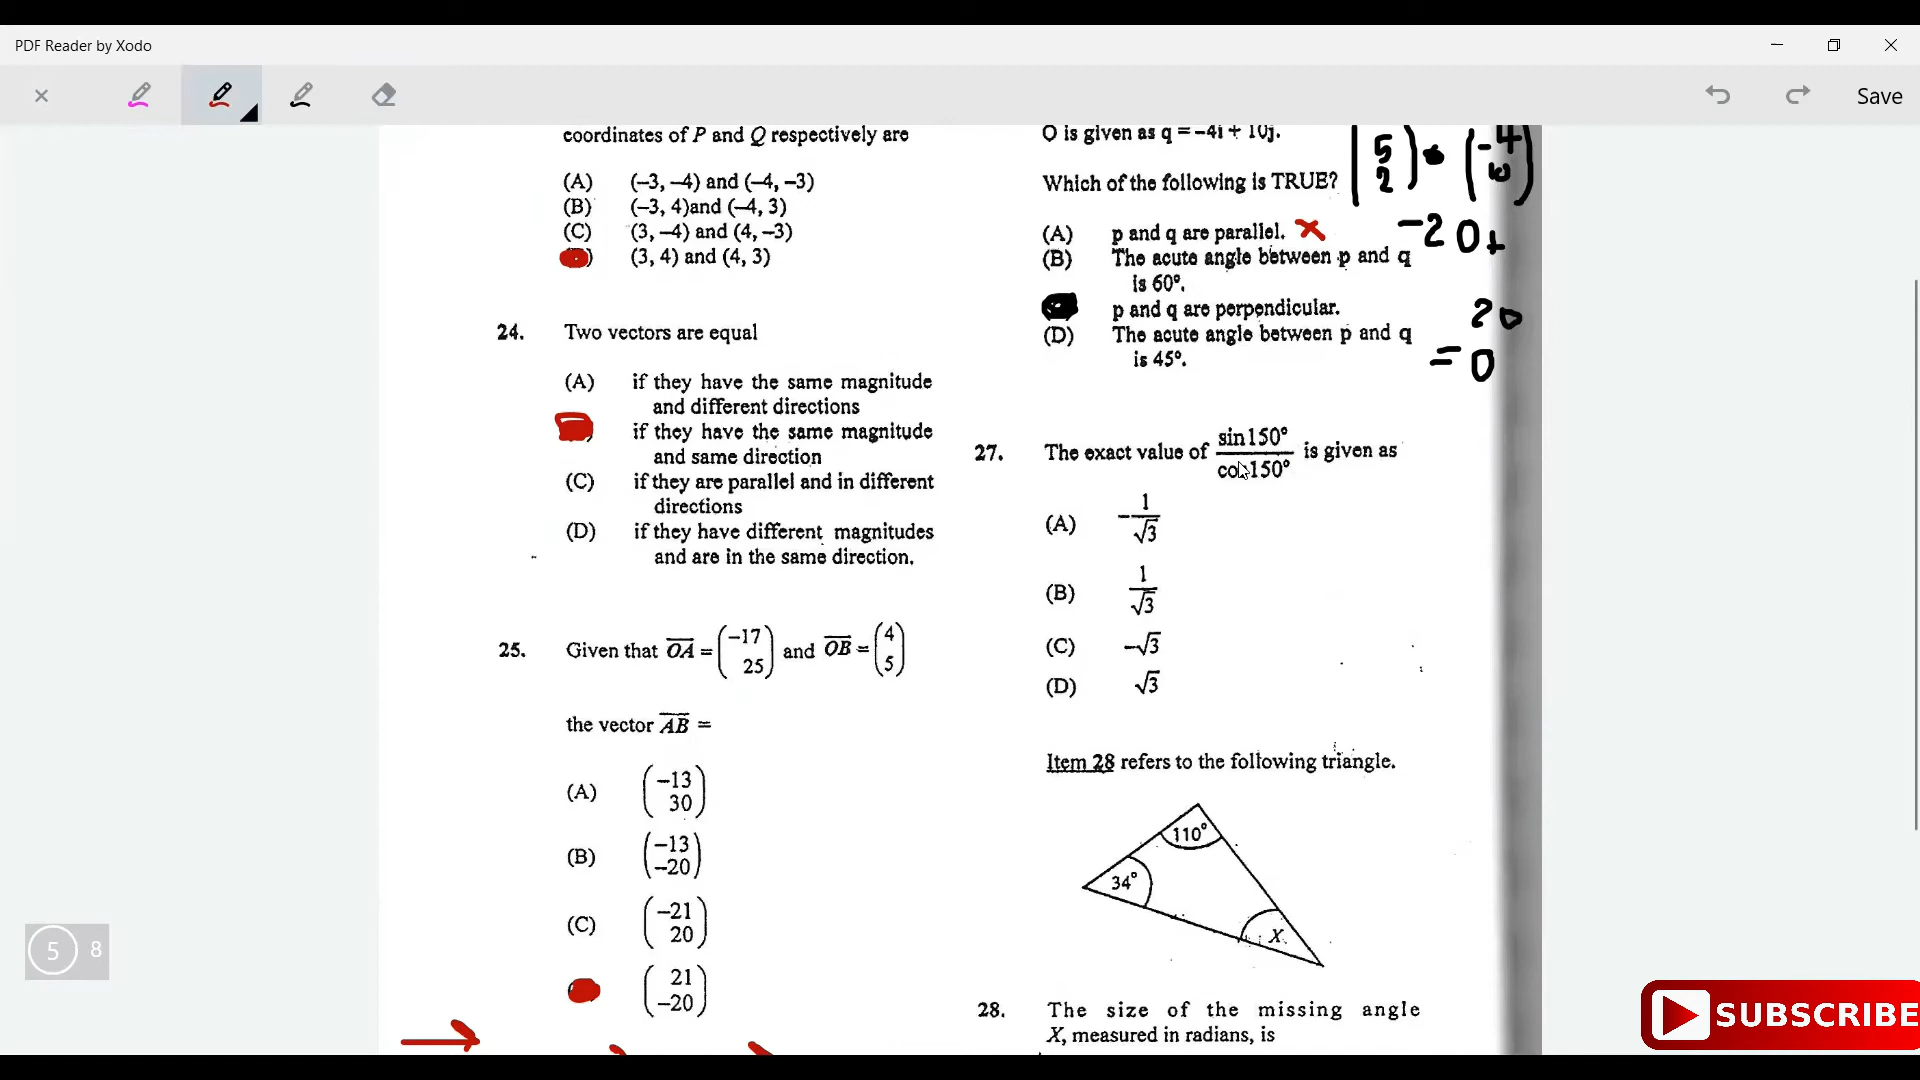 PDF Reader by Xodo
Save
coordinates of P and Q respectively are
(A) (–3, –4) and (–4, –3)
(B) (–3, 4)and (–4, 3)
(C) (3, –4) and (4, –3)
(3, 4) and (4, 3)
24. Two vectors are equal
(A) if they have the same magnitude
and different directions
if they have the same magnitude
and same direction
(C) if they are parallel and in different
directions
(D) if they have different magnitudes
and are in the same direction.
25. Given that OA = (–17 25) and OB = (4 5)
the vector AB =
(A) (–13
30)
(B) (–13
–20)
(C) (–21
20)
(21
–20)
O is given as q = –4i + 10j.
Which of the following is TRUE?
(A) p and q are parallel.
(B) The acute angle between p and q
is 60°.
p and q are perpendicular.
(D) The acute angle between p and q
is 45°.
(5 2) • (-4 10)
-20+
20
=0
27. The exact value of sin150° / cos150° is given as
(A) –1/√3
(B) 1/√3
(C) –√3
(D) √3
Item 28 refers to the following triangle.
110°
34°
X
28. The size of the missing angle
X, measured in radians, is
5 8
SUBSCRIBE